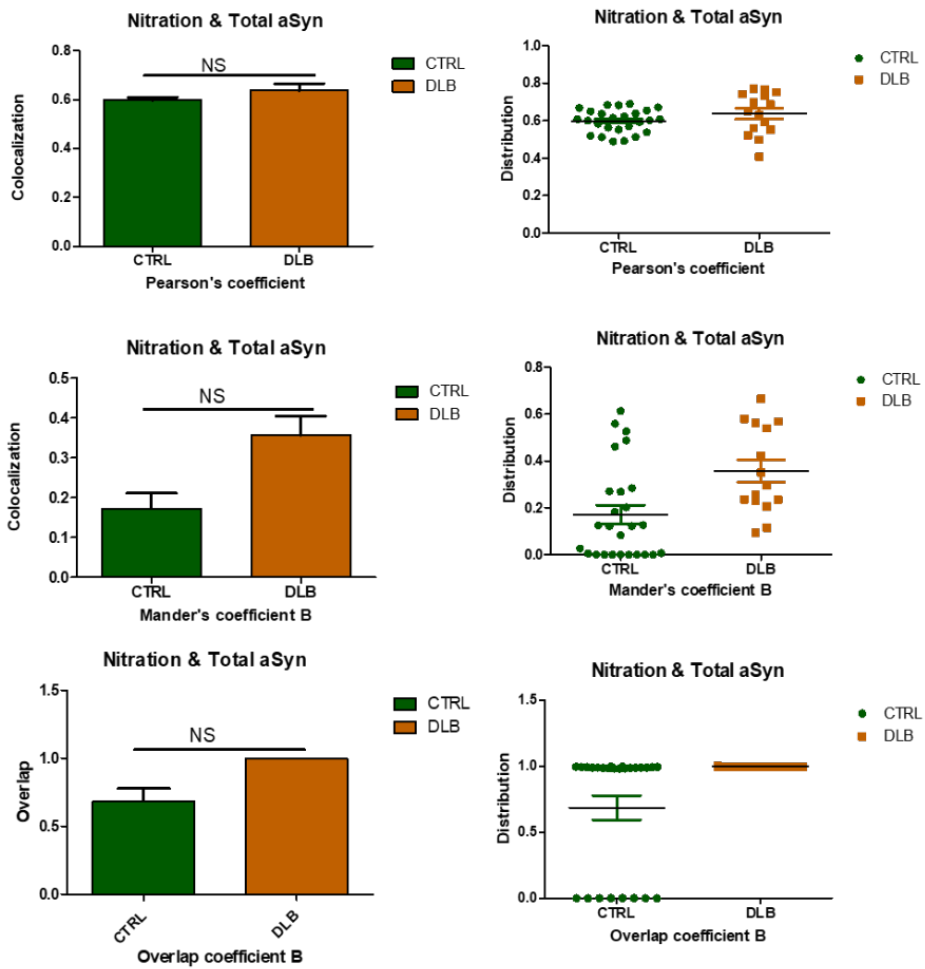 Nitration & Total aSyn
0.8
0.6
0.4
0.2
0.0
Colocalization
NS
CTRL
DLB
CTRL
DLB
Pearson's coefficient
Nitration & Total aSyn
1.0
0.8
0.6
0.4
0.2
0.0
Distribution
CTRL
DLB
CTRL
DLB
Pearson's coefficient
Nitration & Total aSyn
0.5
0.4
0.3
0.2
0.1
0.0
Colocalization
NS
CTRL
DLB
CTRL
DLB
Mander's coefficient B
Nitration & Total aSyn
0.8
0.6
0.4
0.2
0.0
Distribution
CTRL
DLB
CTRL
DLB
Mander's coefficient B
Nitration & Total aSyn
1.5
1.0
0.5
0.0
Overlap
NS
CTRL
DLB
CTRL
DLB
Overlap coefficient B
Nitration & Total aSyn
1.5
1.0
0.5
0.0
Distribution
CTRL
DLB
CTRL
DLB
Overlap coefficient B